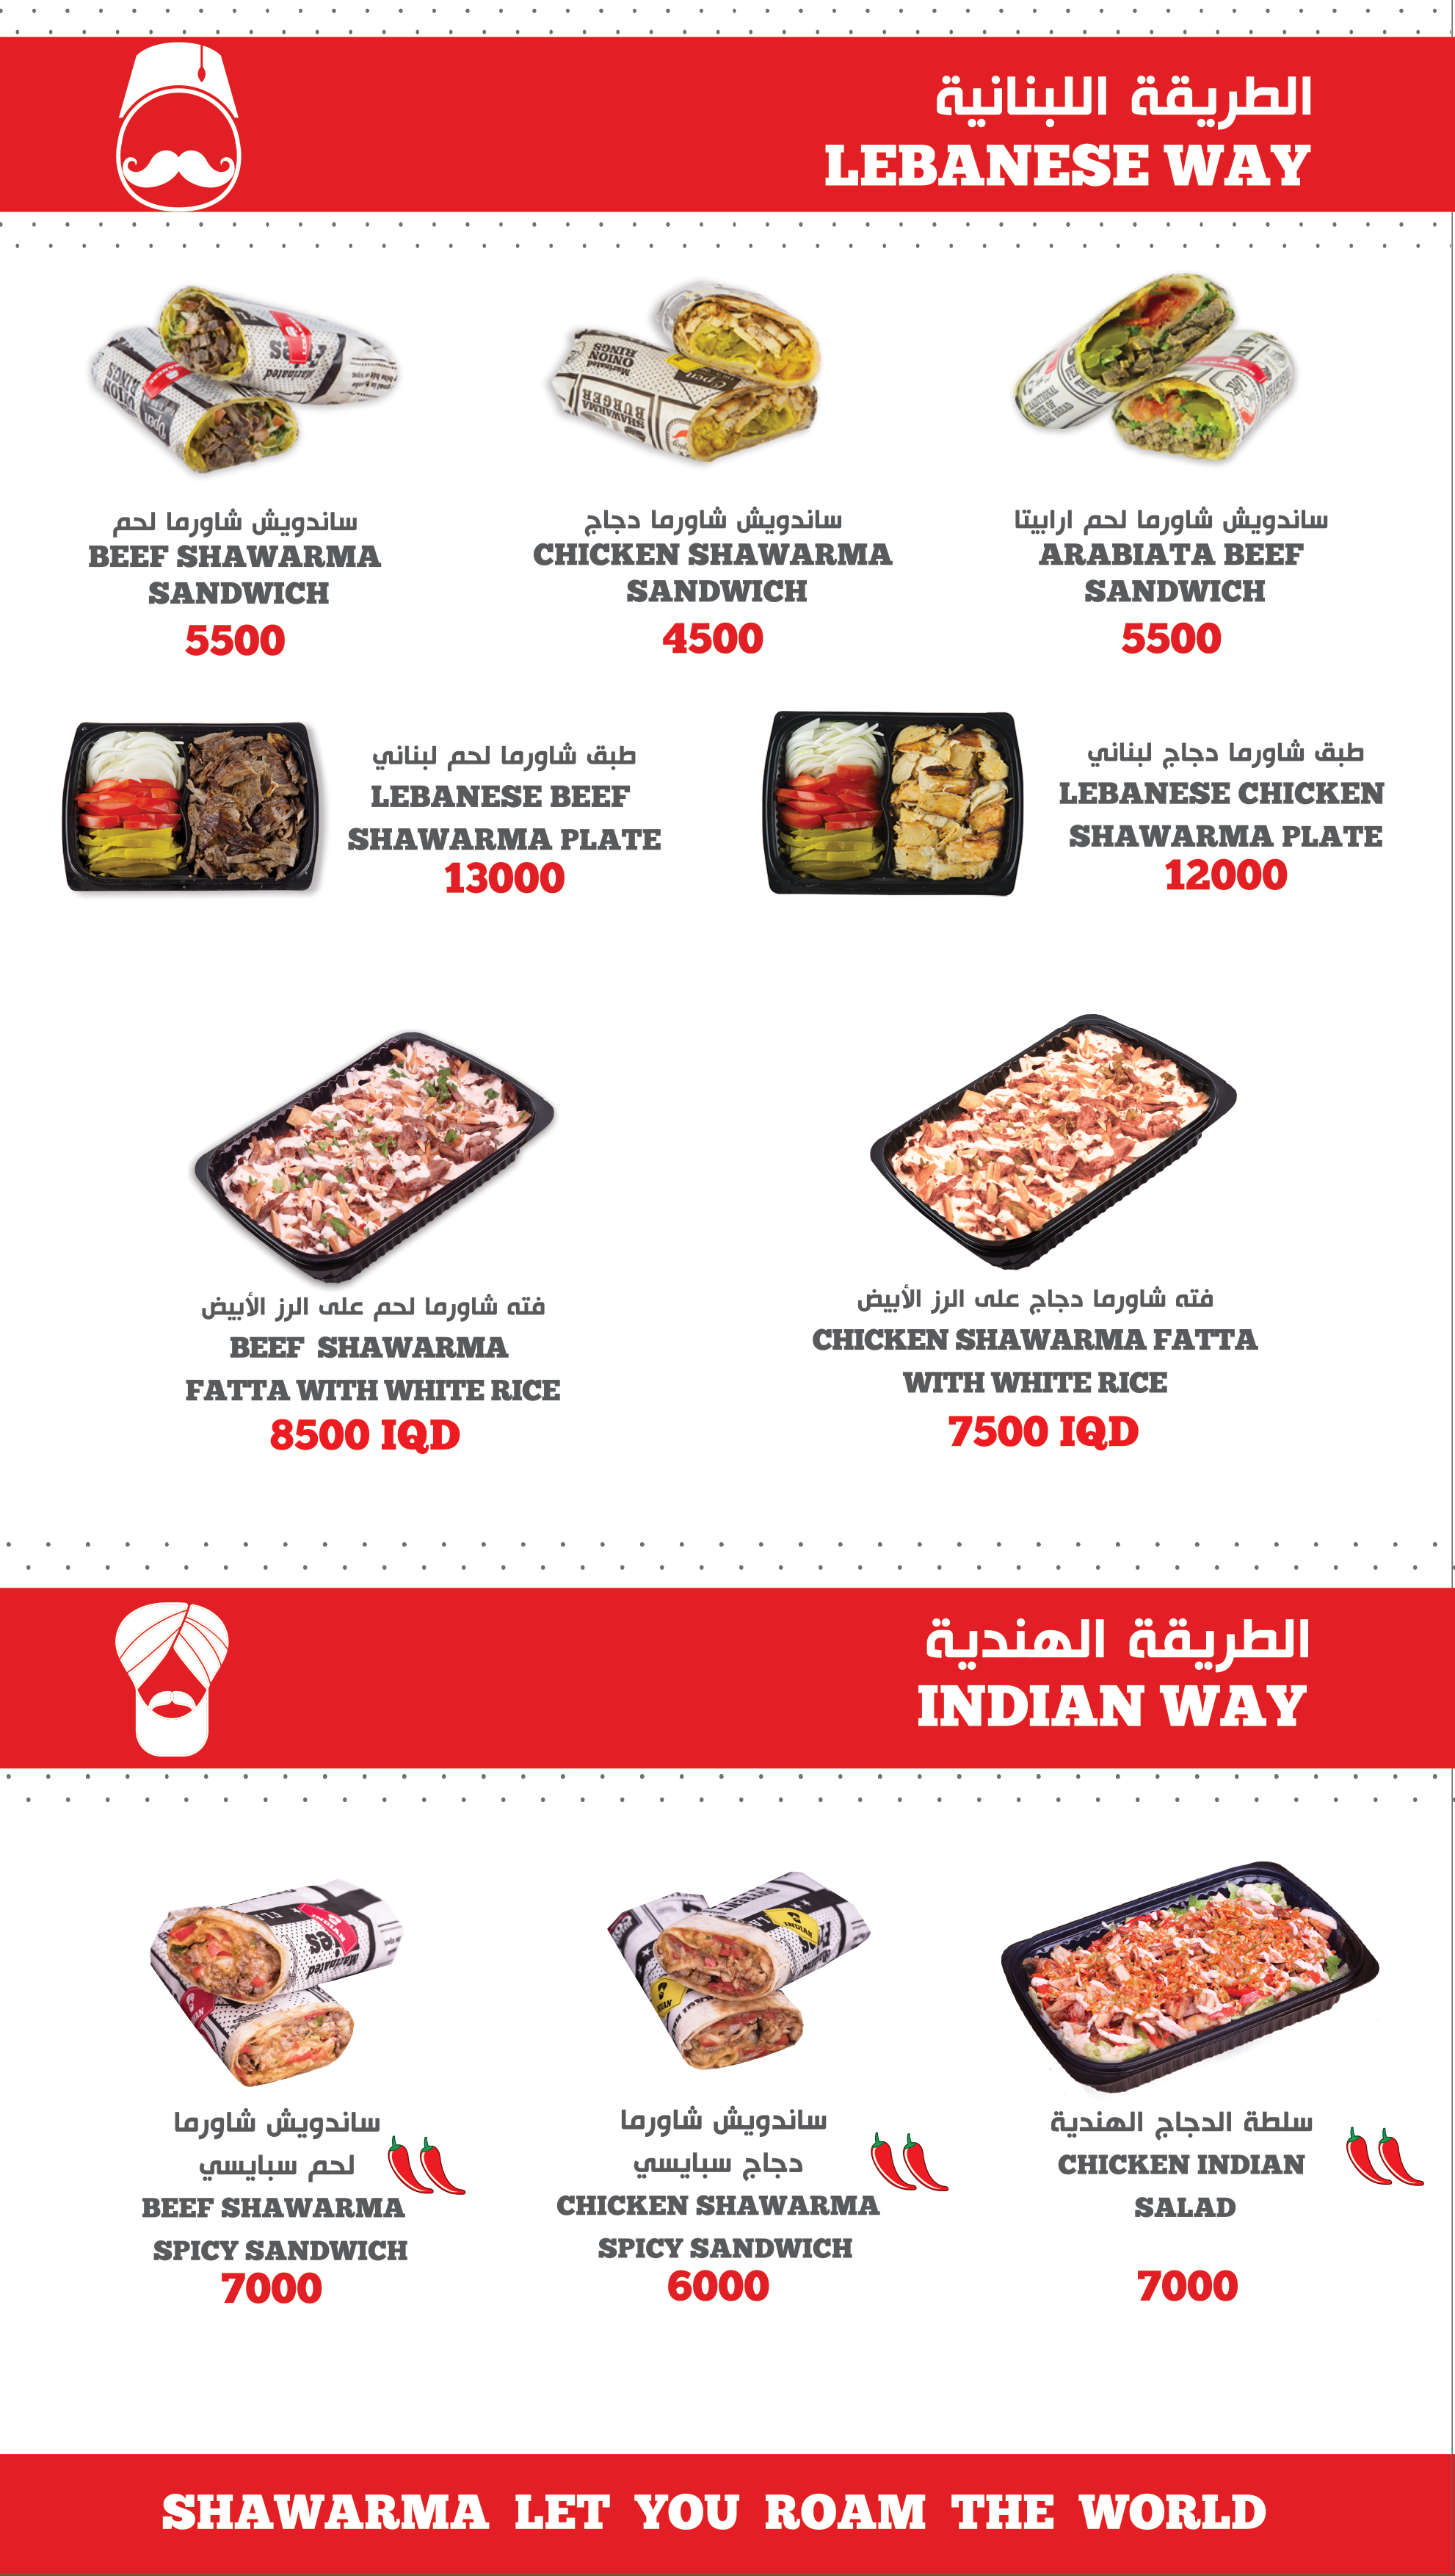 الطريقة اللبنانية
LEBANESE WAY
ساندويش شاورما لحم
BEEF SHAWARMA
SANDWICH
5500
ساندويش شاورما دجاج
CHICKEN SHAWARMA
SANDWICH
4500
ساندويش شاورما لحم ارابيتا
ARABIATA BEEF
SANDWICH
5500
طبق شاورما لحم لبناني
LEBANESE BEEF
SHAWARMA PLATE
13000
طبق شاورما دجاج لبناني
LEBANESE CHICKEN
SHAWARMA PLATE
12000
فته شاورما لحم على الرز الأبيض
BEEF SHAWARMA
FATTA WITH WHITE RICE
8500 IQD
فته شاورما دجاج على الرز الأبيض
CHICKEN SHAWARMA FATTA
WITH WHITE RICE
7500 IQD
الطريقة الهندية
INDIAN WAY
ساندويش شاورما
لحم سبايسي
BEEF SHAWARMA
SPICY SANDWICH
7000
ساندويش شاورما
دجاج سبايسي
CHICKEN SHAWARMA
SPICY SANDWICH
6000
سلطة الدجاج الهندية
CHICKEN INDIAN
SALAD
7000
SHAWARMA LET YOU ROAM THE WORLD